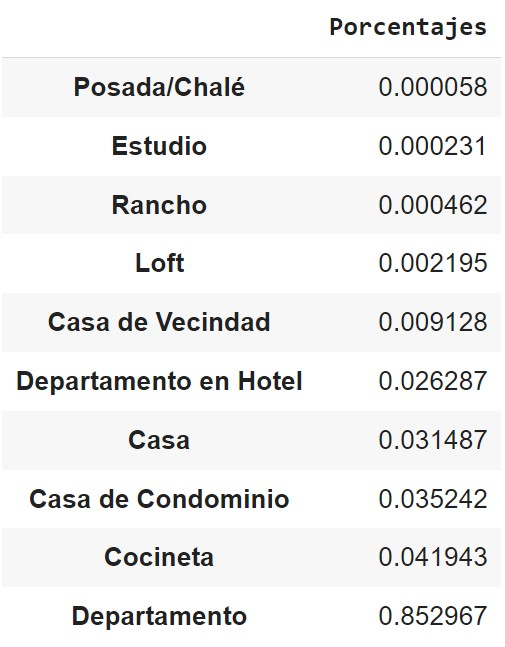 Porcentajes
Posada/Chalé 0.000058
Estudio 0.000231
Rancho 0.000462
Loft 0.002195
Casa de Vecindad 0.009128
Departamento en Hotel 0.026287
Casa 0.031487
Casa de Condominio 0.035242
Cocineta 0.041943
Departamento 0.852967